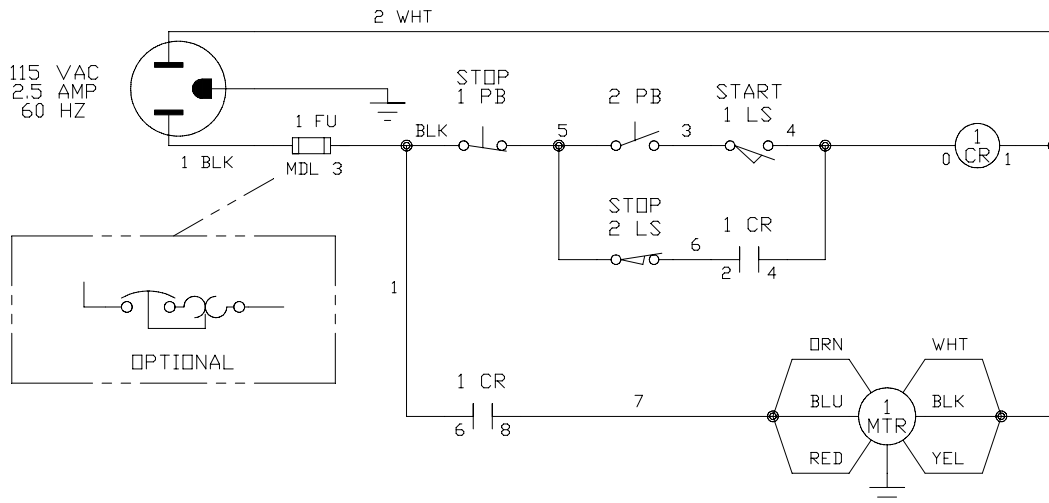 2 WHT
115 VAC
2.5 AMP
60 HZ
STOP
1 PB
2 PB
START
1 LS
1 FU
BLK
5
3
4
1 BLK
MDL 3
1
CR
0
1
STOP
2 LS
1 CR
6
2
4
1
OPTIONAL
ORN
WHT
1 CR
7
BLU
1
MTR
BLK
6
8
RED
YEL